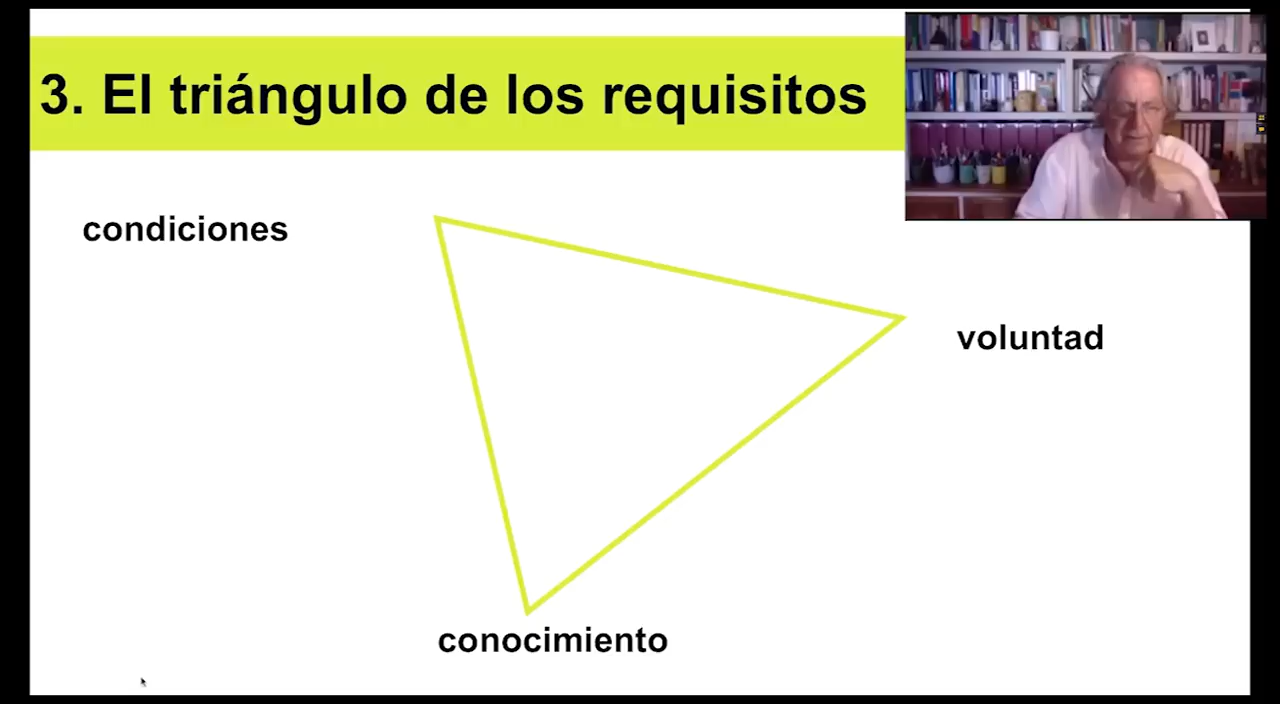 3. El triángulo de los requisitos
condiciones
voluntad
conocimiento